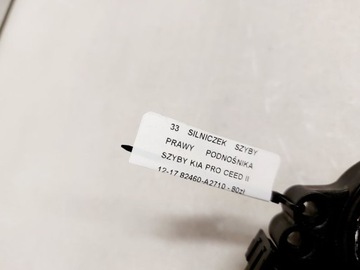 33 SILNICZEK SZYBY
PRAWY PODNOŚNIKA
SZYBY KIA PRO CEED II
12-17 82460-A2710 - 80zł